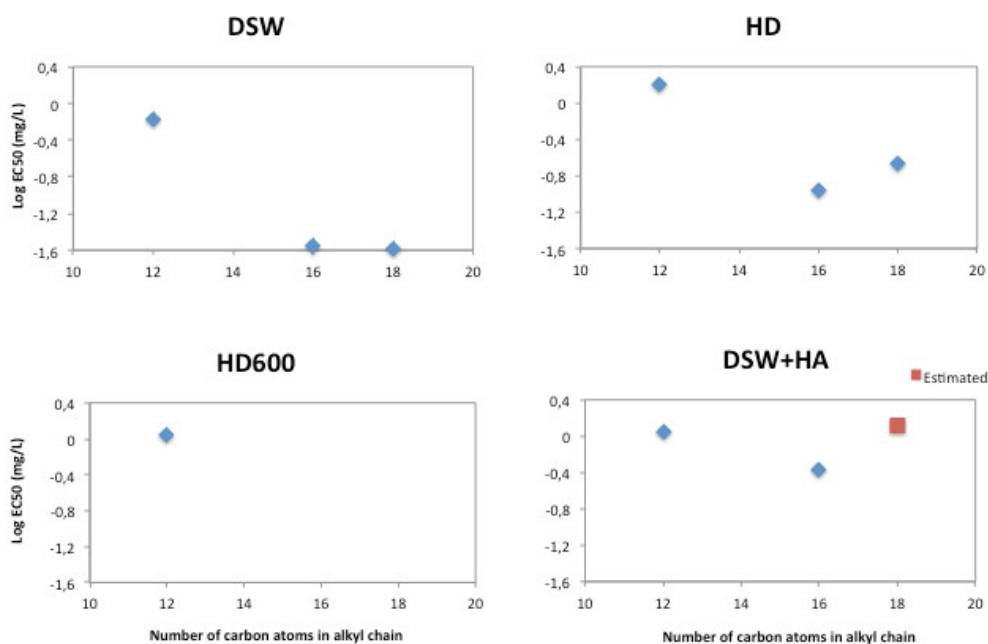 DSW
0,4
0
-0,4
-0,8
-1,2
-1,6
10 12 14 16 18 20
Log EC50 (mg/L)
HD
0,4
0
-0,4
-0,8
-1,2
-1,6
10 12 14 16 18 20
HD600
0,4
0
-0,4
-0,8
-1,2
-1,6
10 12 14 16 18 20
Log EC50 (mg/L)
Number of carbon atoms in alkyl chain
DSW+HA
Estimated
0,4
0
-0,4
-0,8
-1,2
-1,6
10 12 14 16 18 20
Number of carbon atoms in alkyl chain